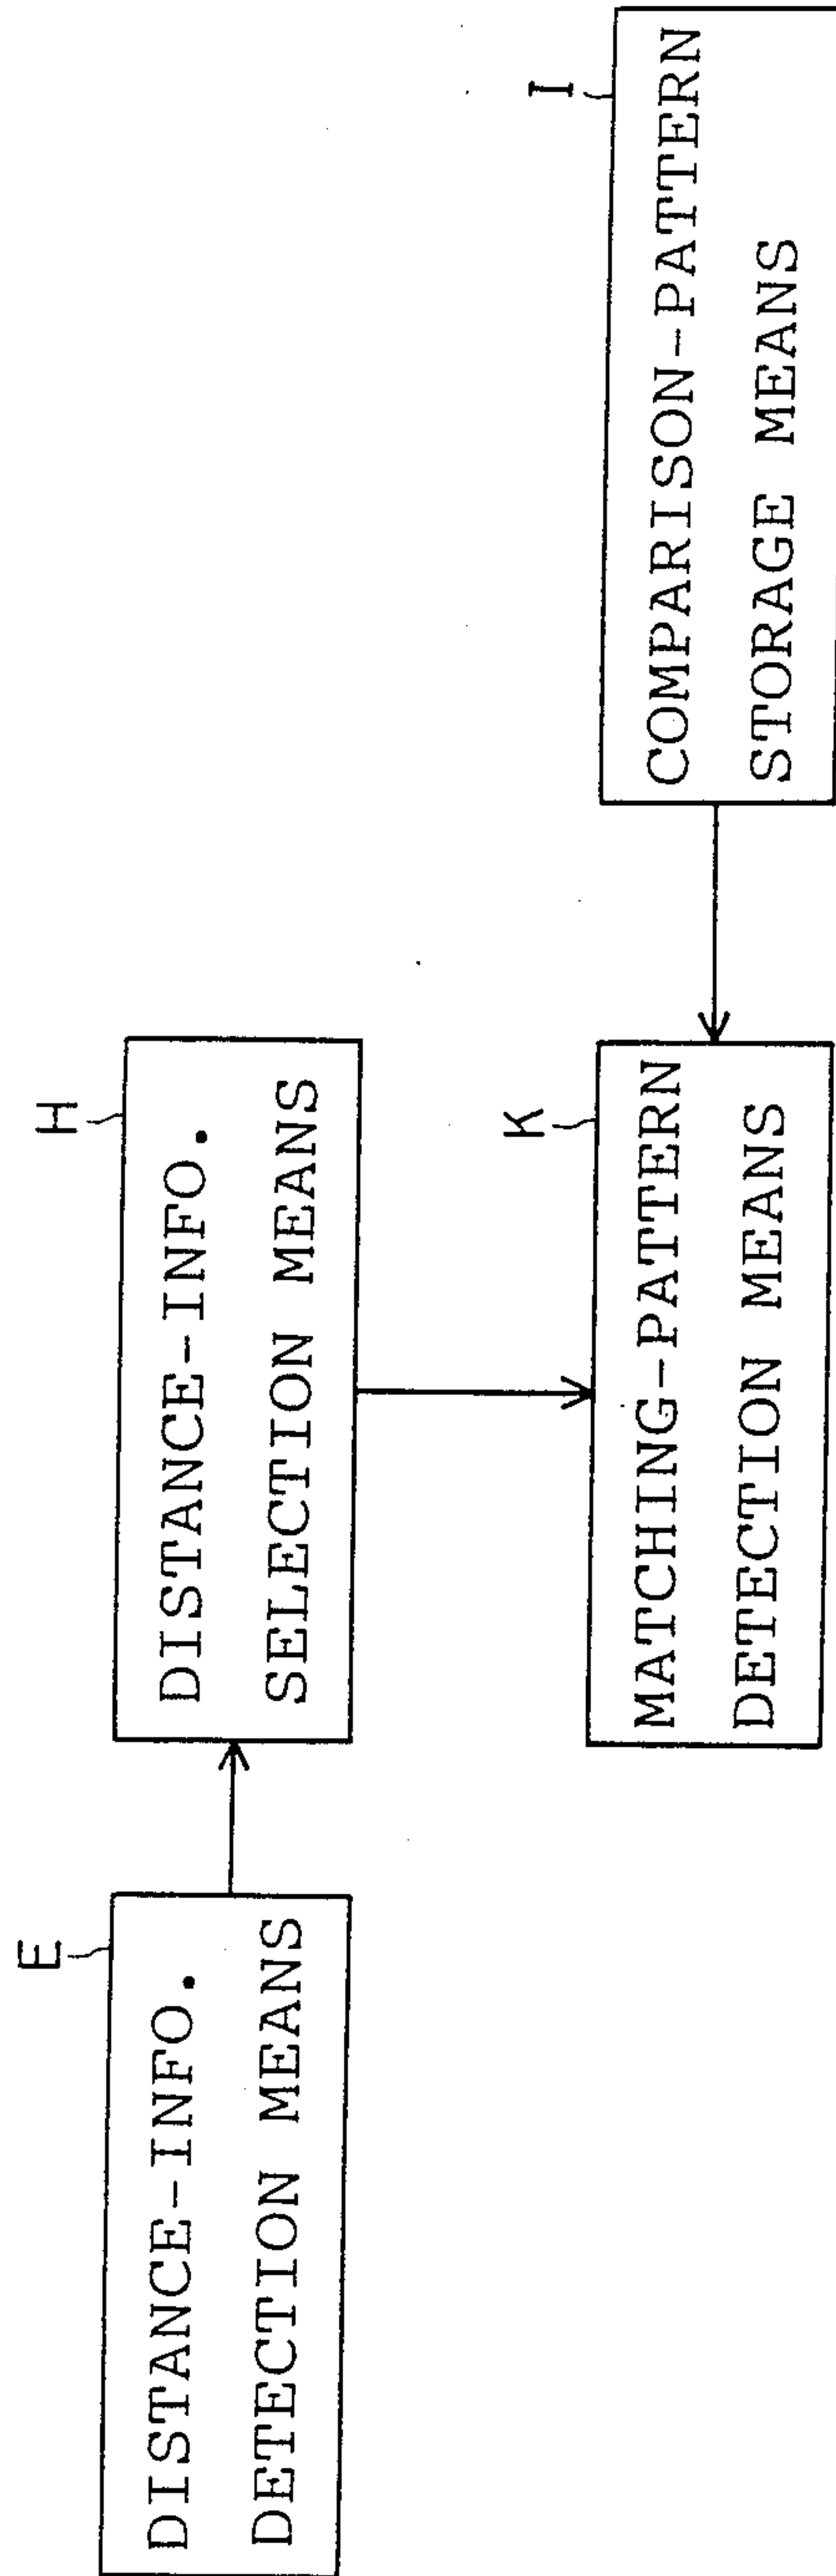 E
DISTANCE-INFO.
DETECTION MEANS
H
DISTANCE-INFO.
SELECTION MEANS
K
MATCHING-PATTERN
DETECTION MEANS
I
COMPARISON-PATTERN
STORAGE MEANS